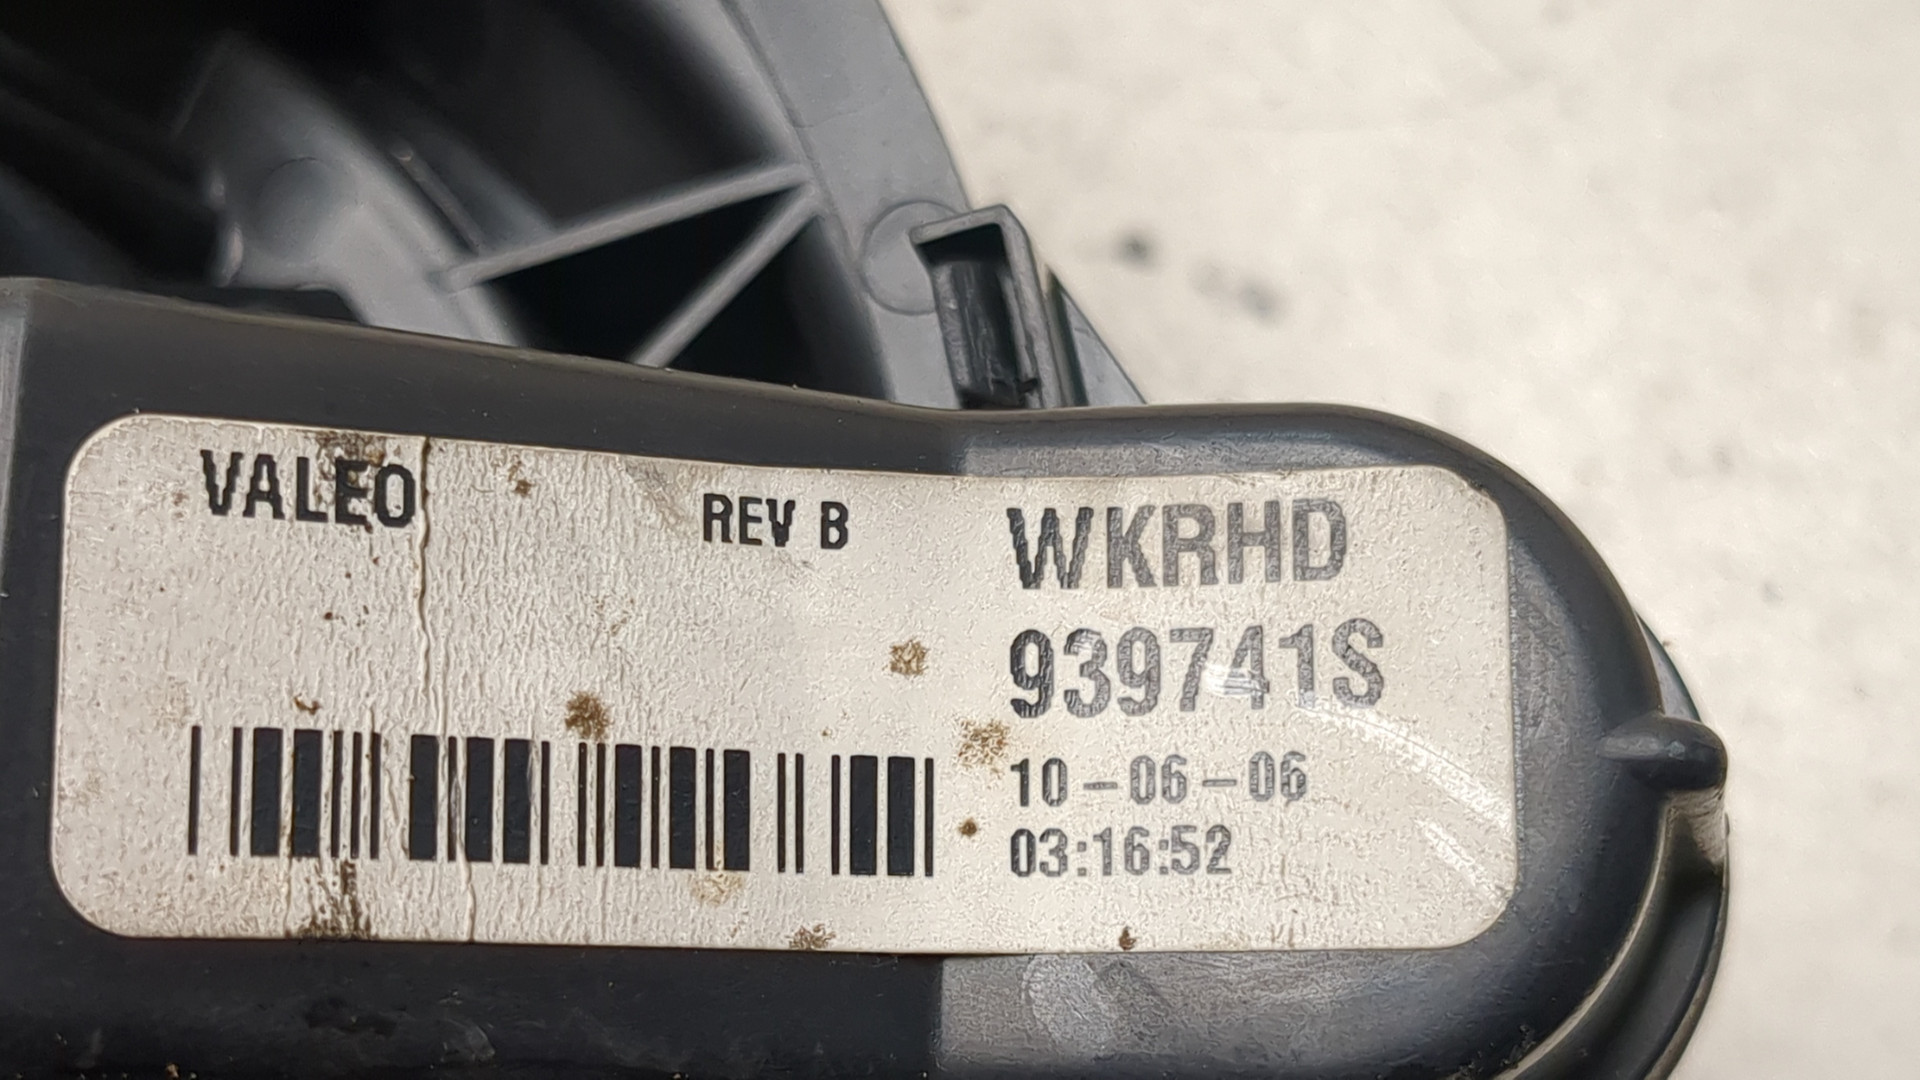 VALEO
REV B
WKRHD
939741S
10-06-06
03:16:52